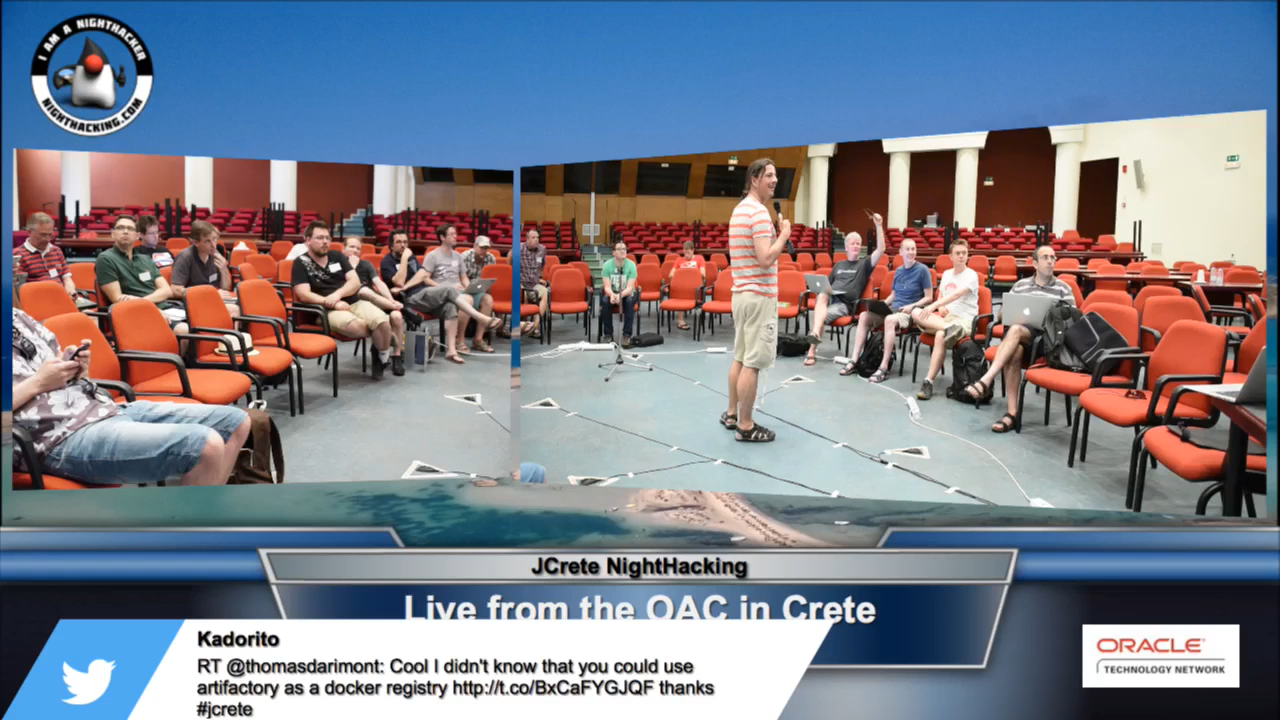 I AM A NIGHTHACKER
NIGHTHACKING.COM
JCrete NightHacking
Live from the OAC in Crete
Kadorito
RT @thomasdarimont: Cool I didn't know that you could use
artifactory as a docker registry http://t.co/BxCaFYGJQF thanks
#jcrete
ORACLE
TECHNOLOGY NETWORK